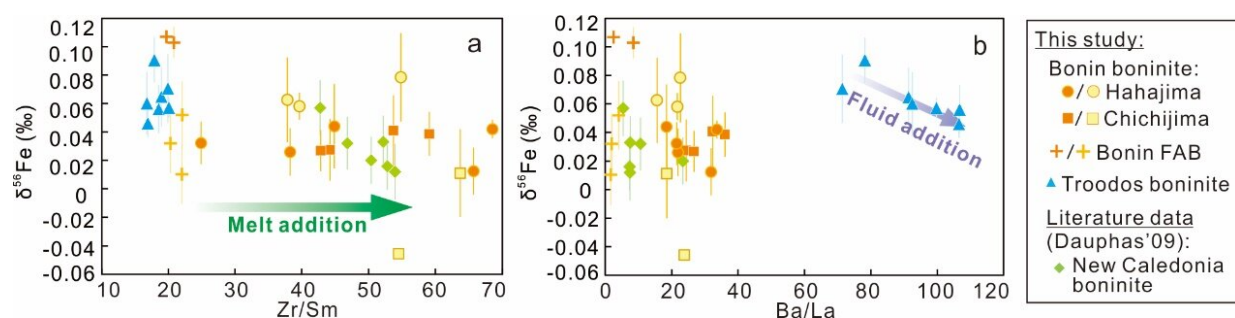 0.12
0.10
0.08
0.06
0.04
0.02
0
-0.02
-0.04
-0.06
δ⁵⁶Fe (‰)
a
Melt addition
10 20 30 40 50 60 70
Zr/Sm
0.12
0.10
0.08
0.06
0.04
0.02
0
-0.02
-0.04
-0.06
δ⁵⁶Fe (‰)
b
Fluid addition
0 20 40 60 80 100 120
Ba/La
This study:
Bonin boninite:
/ Hahajima
/ Chichijima
/ Bonin FAB
Troodos boninite
Literature data
(Dauphas'09):
New Caledonia
boninite